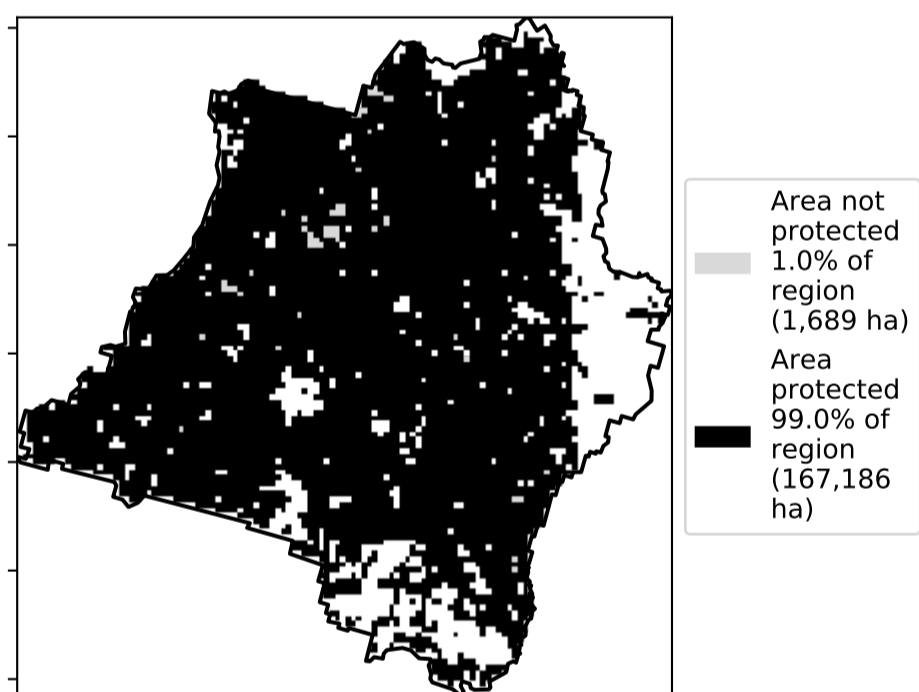 Area not
protected
1.0% of
region
(1,689 ha)
Area
protected
99.0% of
region
(167,186
ha)